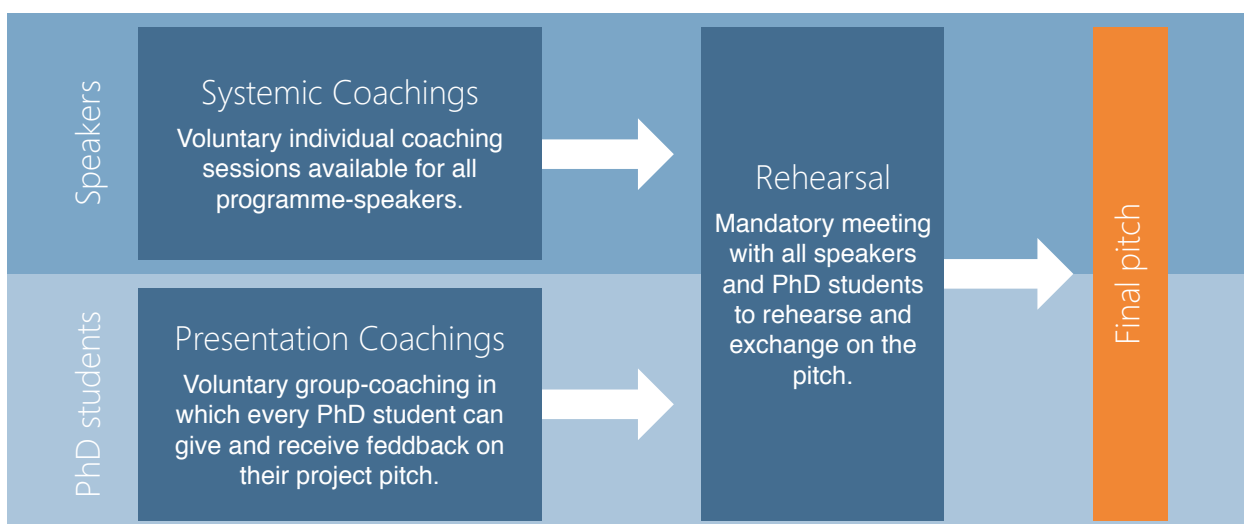 Speakers
Systemic Coachings
Voluntary individual coaching
sessions available for all
programme-speakers.
PhD students
Presentation Coachings
Voluntary group-coaching in
which every PhD student can
give and receive feddback on
their project pitch.
Rehearsal
Mandatory meeting
with all speakers
and PhD students
to rehearse and
exchange on the
pitch.
Final pitch